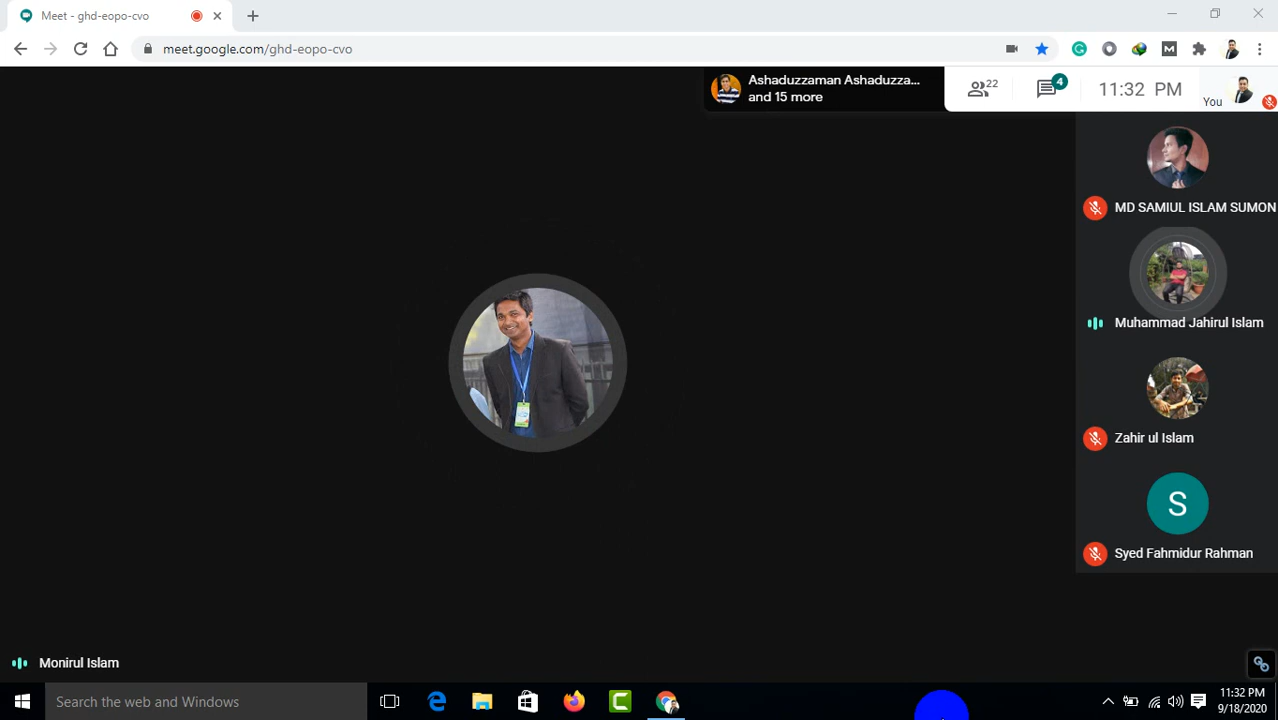 Meet - ghd-eopo-cvo
meet.google.com/ghd-eopo-cvo
Ashaduzzaman Ashaduzza...
and 15 more
22
4
11:32 PM
You
MD SAMIUL ISLAM SUMON
Muhammad Jahirul Islam
Zahir ul Islam
S
Syed Fahmidur Rahman
Monirul Islam
Search the web and Windows
11:32 PM
9/18/2020